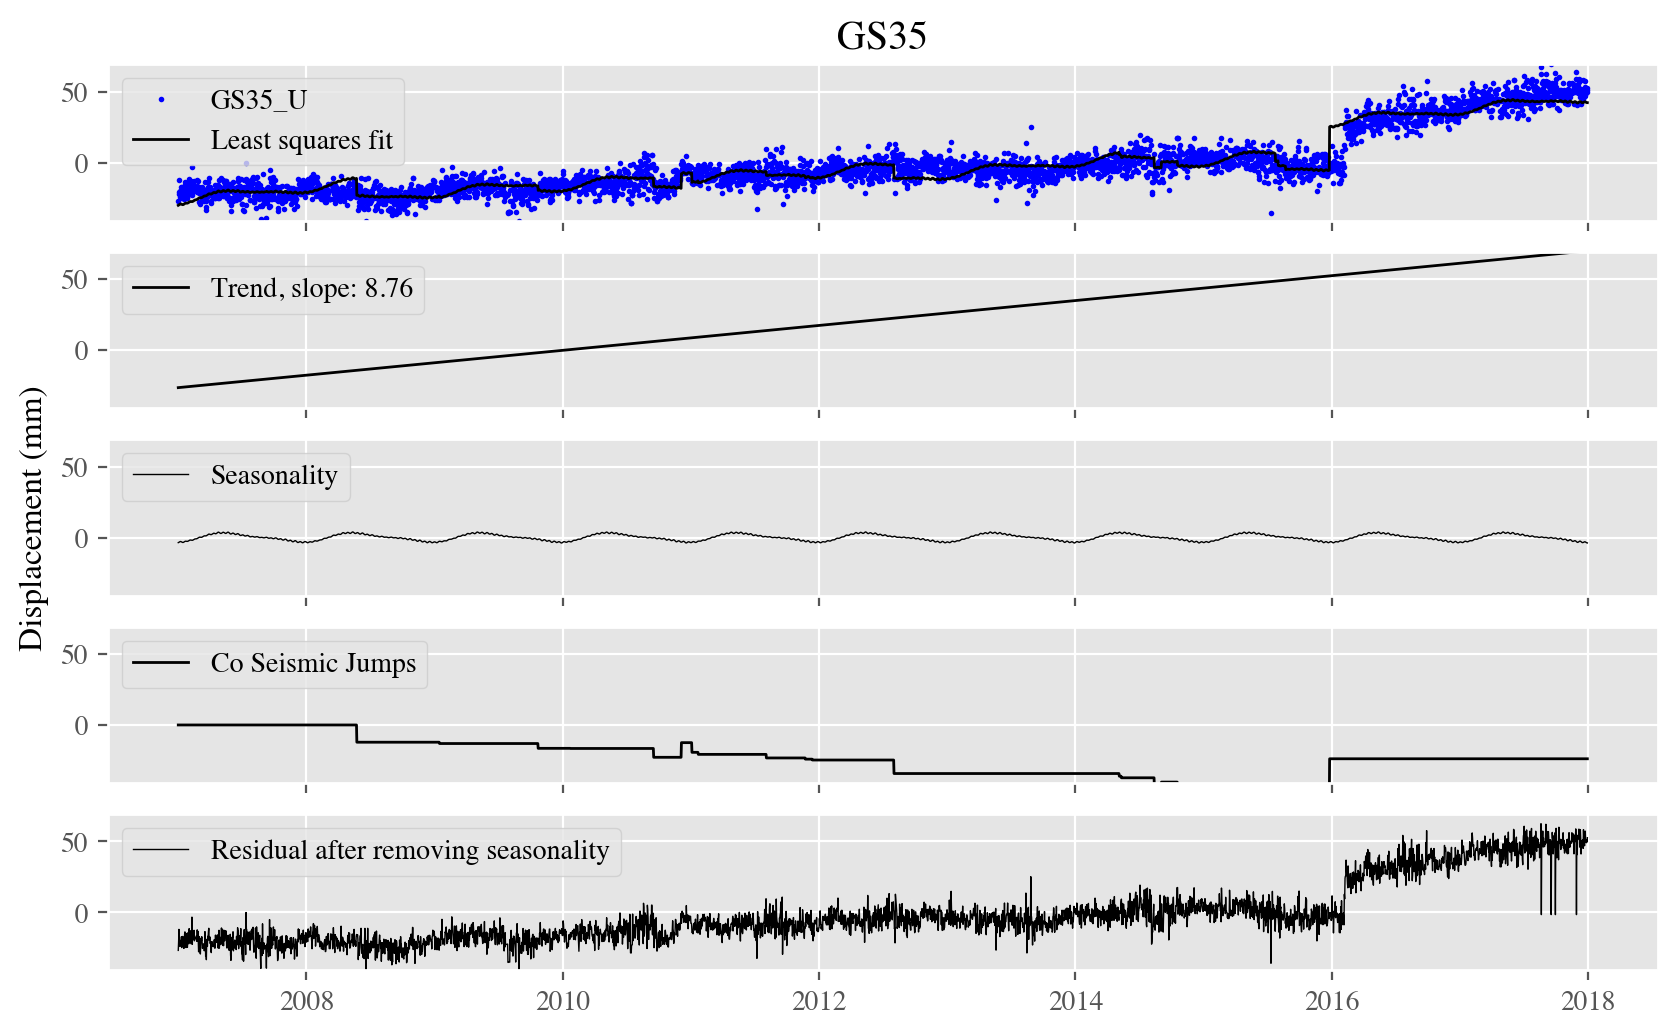 GS35
50
0
GS35_U
Least squares fit
50
0
Trend, slope: 8.76
Displacement (mm)
50
0
Seasonality
50
0
Co Seismic Jumps
50
0
Residual after removing seasonality
2008 2010 2012 2014 2016 2018